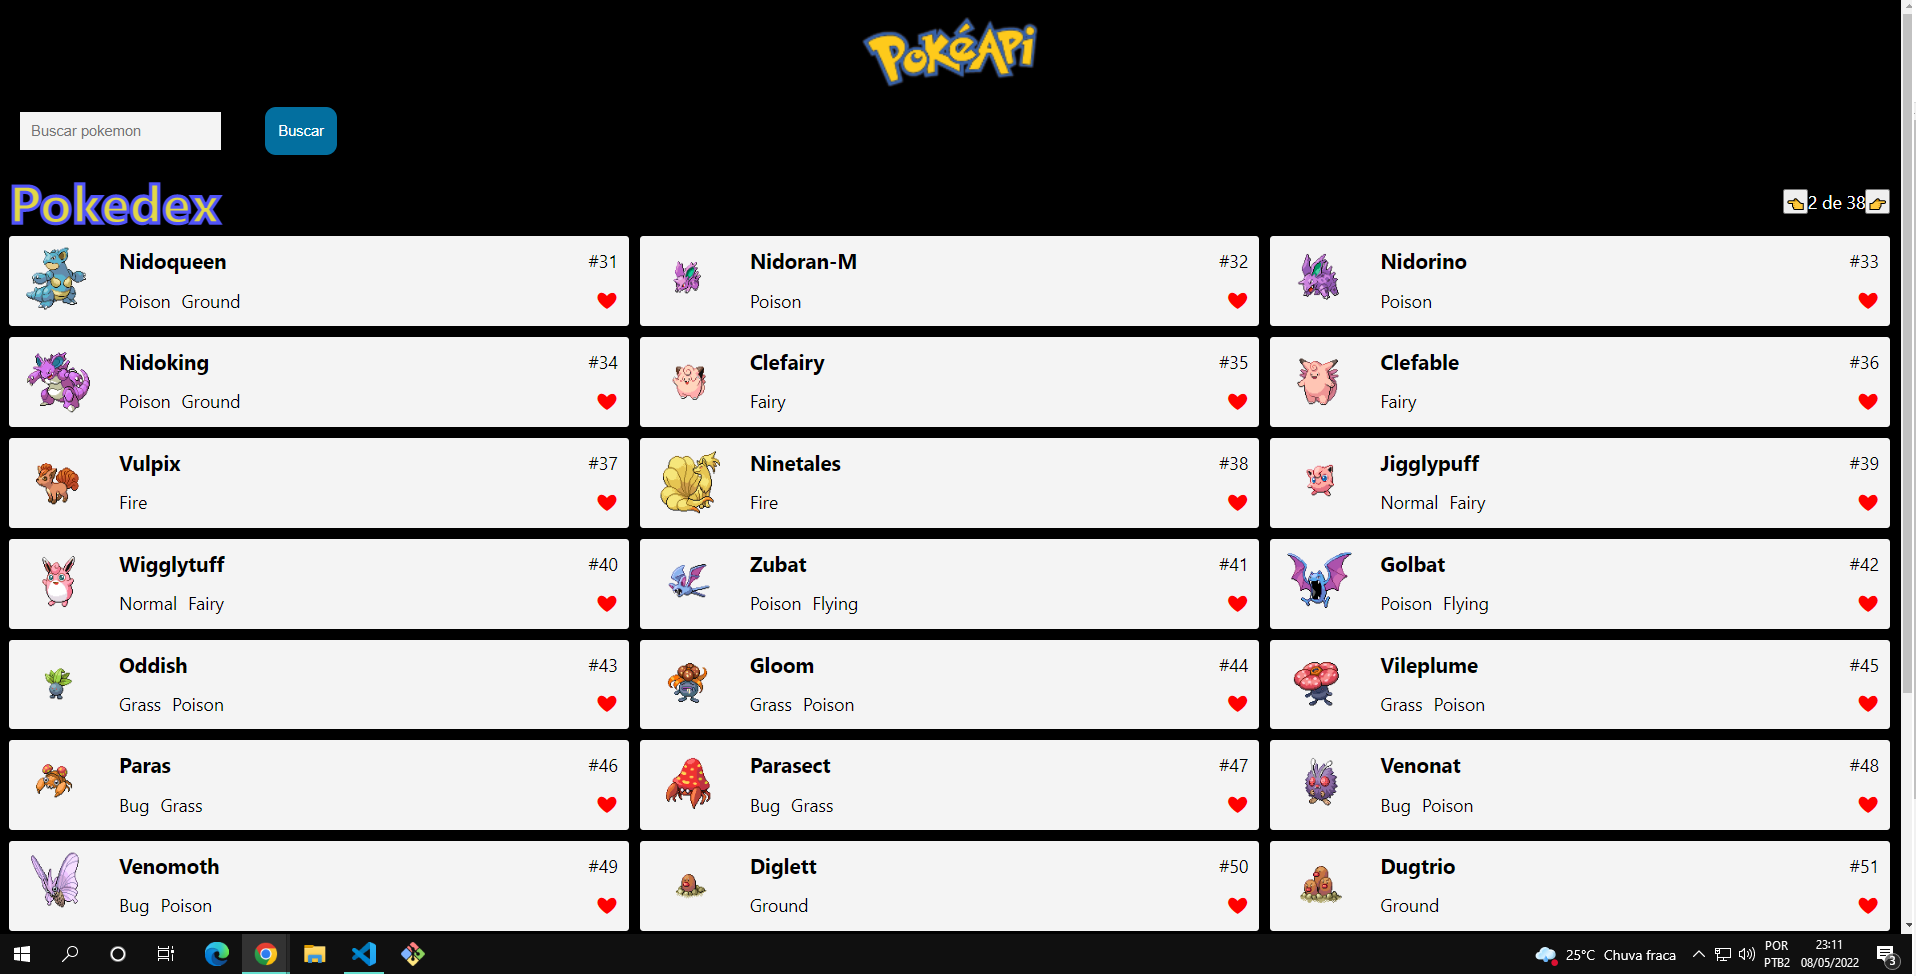 PokéApi
Buscar pokemon
Buscar
Pokedex
2 de 38
Nidoqueen #31
Poison Ground
Nidoran-M #32
Poison
Nidorino #33
Poison
Nidoking #34
Poison Ground
Clefairy #35
Fairy
Clefable #36
Fairy
Vulpix #37
Fire
Ninetales #38
Fire
Jigglypuff #39
Normal Fairy
Wigglytuff #40
Normal Fairy
Zubat #41
Poison Flying
Golbat #42
Poison Flying
Oddish #43
Grass Poison
Gloom #44
Grass Poison
Vileplume #45
Grass Poison
Paras #46
Bug Grass
Parasect #47
Bug Grass
Venonat #48
Bug Poison
Venomoth #49
Bug Poison
Diglett #50
Ground
Dugtrio #51
Ground
25°C Chuva fraca
POR
PTB2
23:11
08/05/2022
3